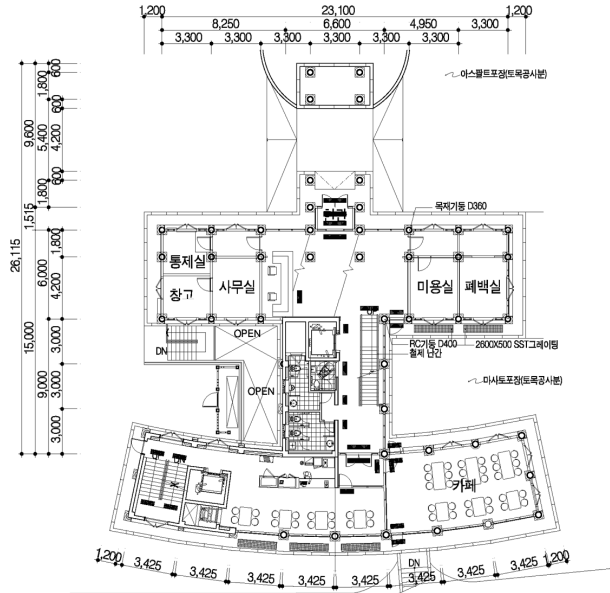 1,200 23,100 1,200
8,250 6,600 4,950 3,300
3,300 3,300 3,300 3,300 3,300 3,300
아스팔트포장(토목공사분)
26,115
9,600 1,515 15,000
1,800 5,400 1,800 6,000 9,000
600 600 4,200 600 1,800 4,200 3,000 3,000 3,000
목재기둥 D360
통제실
사무실
창고
미용실
폐백실
OPEN
DN
RC기둥 D400
2600X500 SST그레이팅
철제 난간
OPEN
마사토포장(토목공사분)
카페
DN
1,200 3,425 3,425 3,425 3,425 3,425 3,425 3,425 3,425 1,200